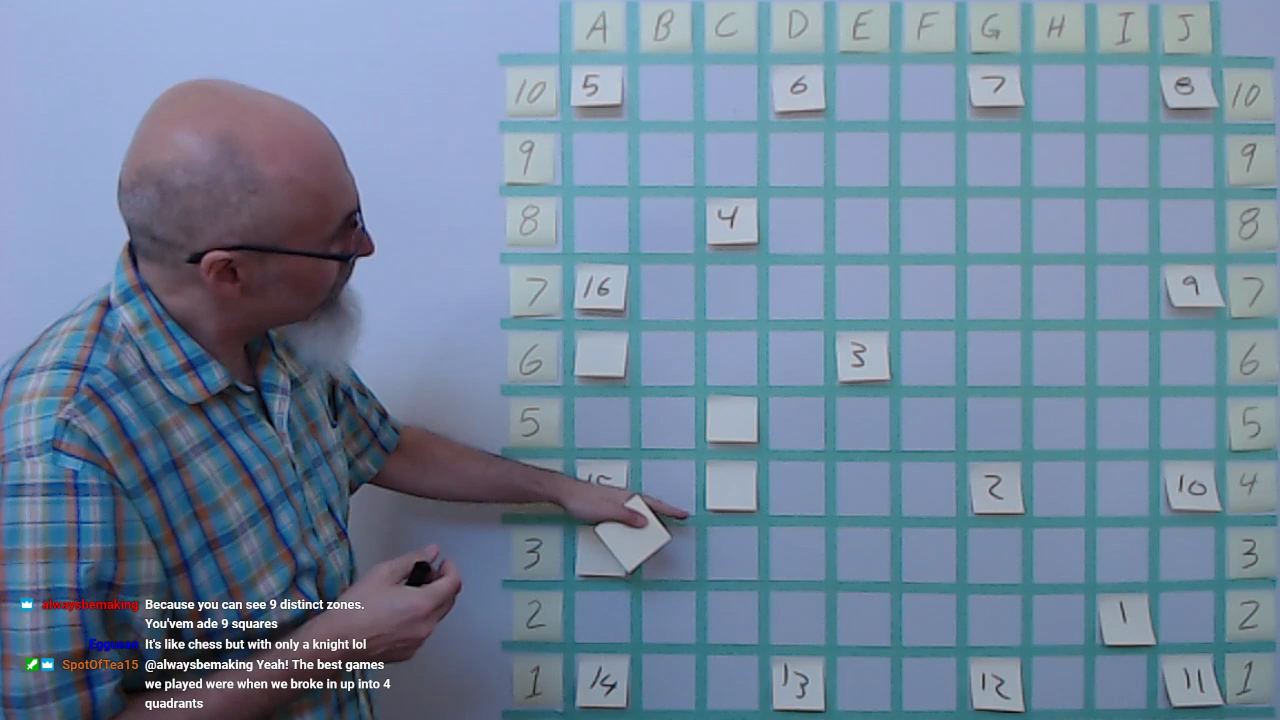 A B C D E F G H I J
10 5 6 7 8 10
9 9
8 4 8
7 16 9 7
6 3 6
5 5
4 15 2 10 4
3 3
2 1 2
1 14 13 12 11 1
alwaysbemaking Because you can see 9 distinct zones.
You'vem ade 9 squares
It's like chess but with only a knight lol
SpotOfTea15 @alwaysbemaking Yeah! The best games
we played were when we broke in up into 4
quadrants